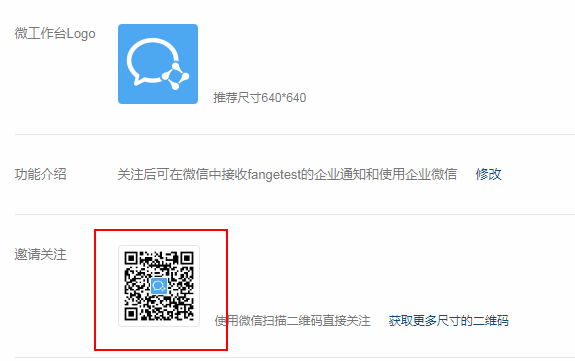 微工作台Logo
推荐尺寸640*640
功能介绍
关注后可在微信中接收fangetest的企业通知和使用企业微信 修改
邀请关注
使用微信扫描二维码直接关注 获取更多尺寸的二维码